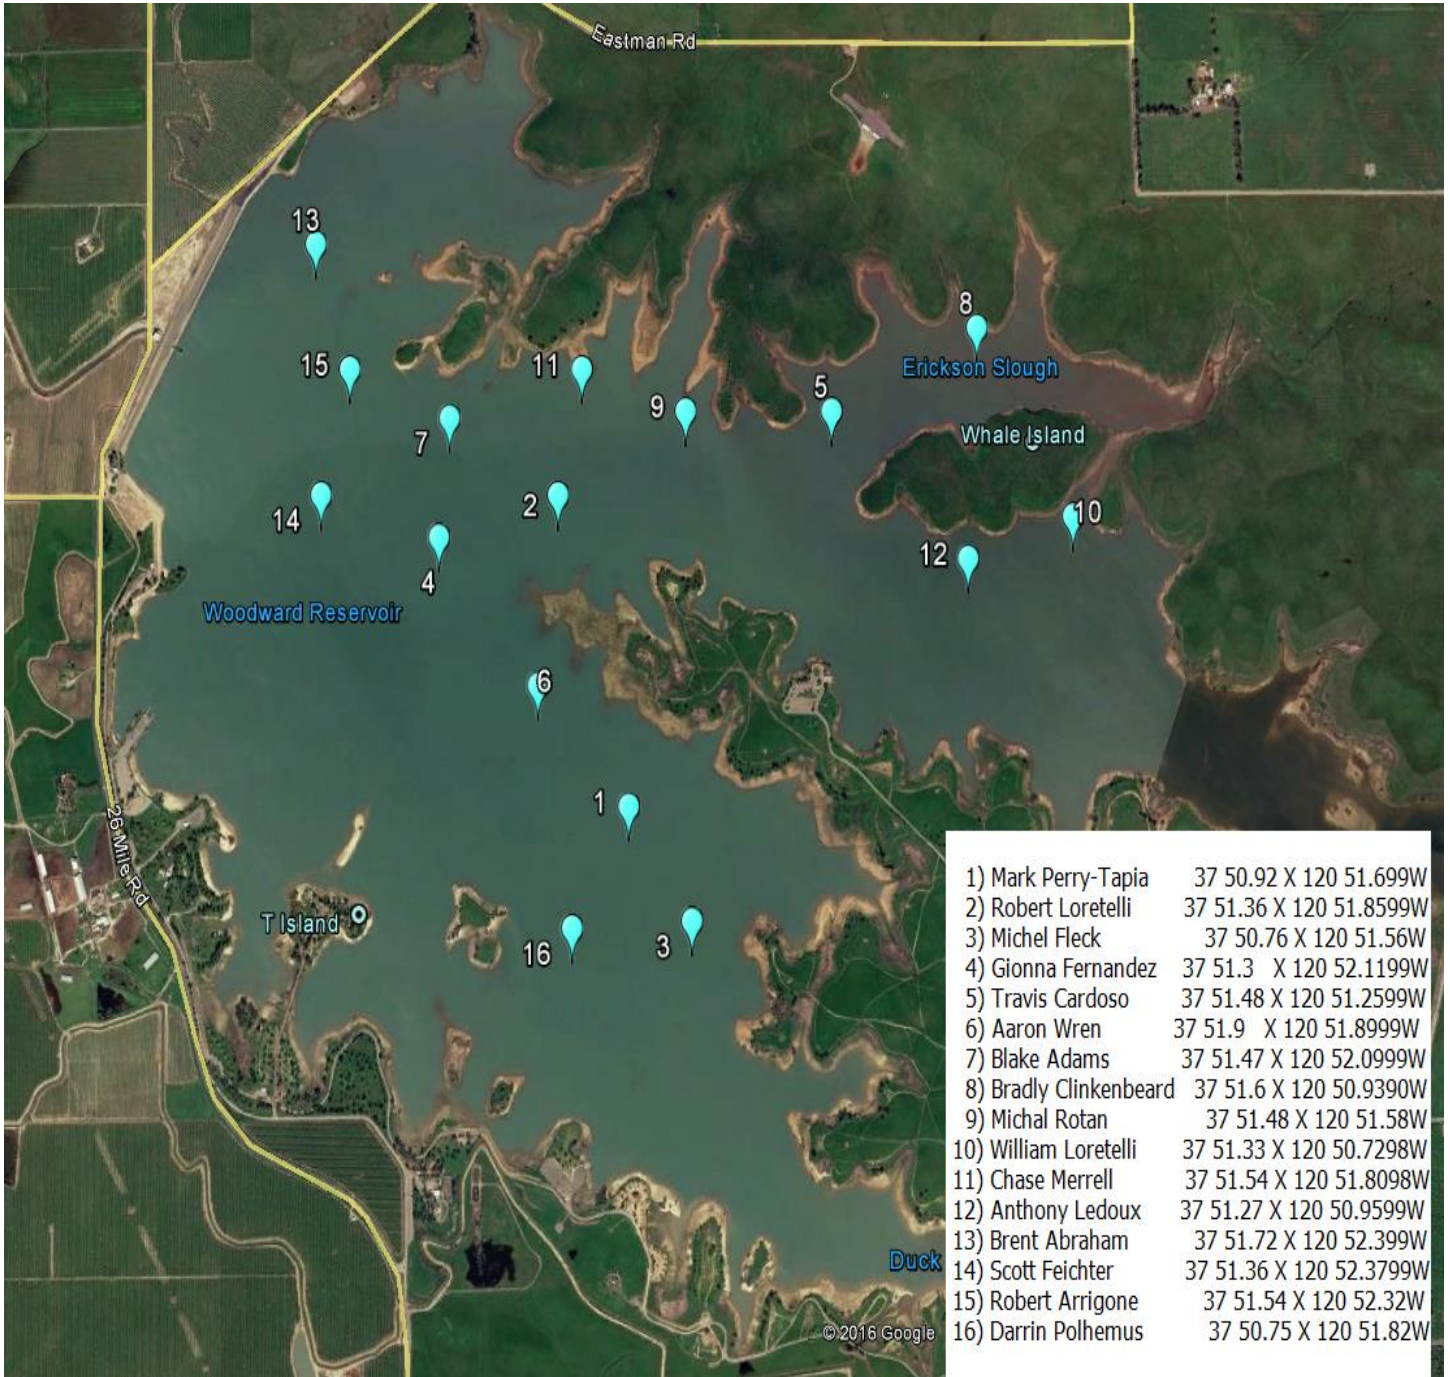 Eastman Rd
13
8
15
11
Erickson Slough
5
9
7
Whale Island
2
10
14
12
4
Woodward Reservoir
6
1
26 Mile Rd
T Island
16
3
Duck
© 2016 Google
1) Mark Perry-Tapia 37 50.92 X 120 51.699W
2) Robert Loretelli 37 51.36 X 120 51.8599W
3) Michel Fleck 37 50.76 X 120 51.56W
4) Gionna Fernandez 37 51.3 X 120 52.1199W
5) Travis Cardoso 37 51.48 X 120 51.2599W
6) Aaron Wren 37 51.9 X 120 51.8999W
7) Blake Adams 37 51.47 X 120 52.0999W
8) Bradly Clinkenbeard 37 51.6 X 120 50.9390W
9) Michal Rotan 37 51.48 X 120 51.58W
10) William Loretelli 37 51.33 X 120 50.7298W
11) Chase Merrell 37 51.54 X 120 51.8098W
12) Anthony Ledoux 37 51.27 X 120 50.9599W
13) Brent Abraham 37 51.72 X 120 52.399W
14) Scott Feichter 37 51.36 X 120 52.3799W
15) Robert Arrigone 37 51.54 X 120 52.32W
16) Darrin Polhemus 37 50.75 X 120 51.82W